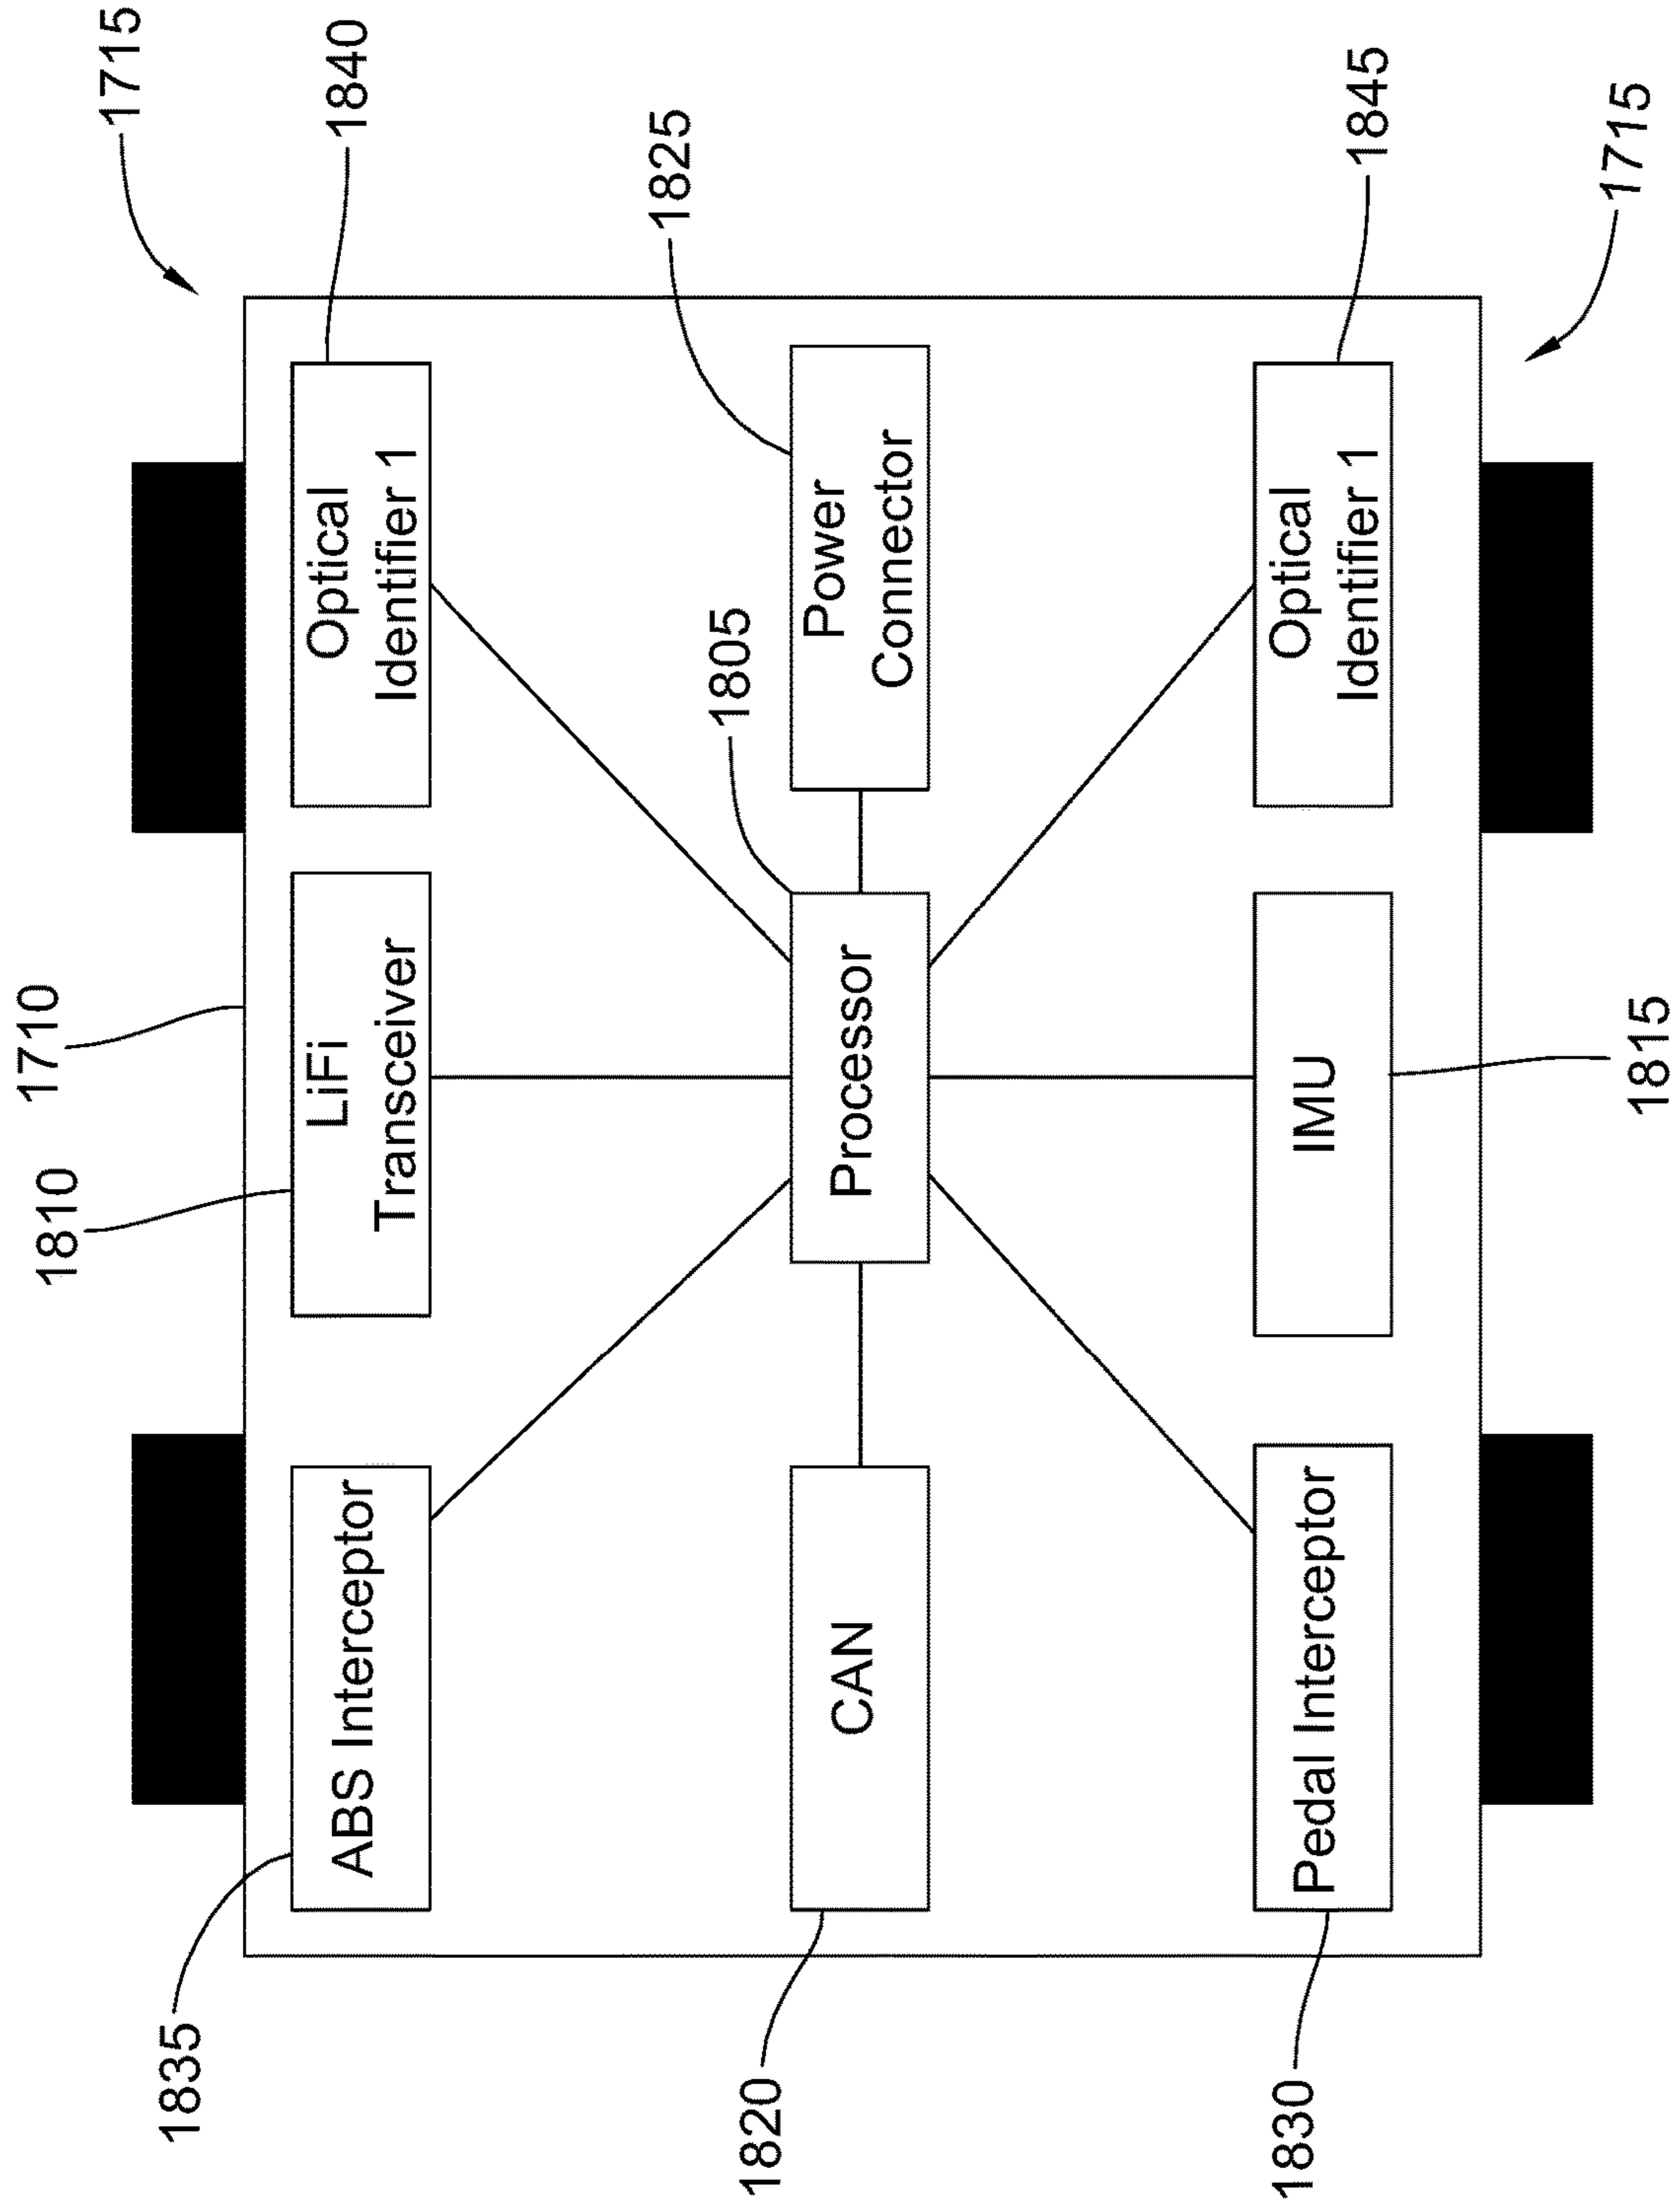 1710
1810
1715
1835
1840
ABS Interceptor
LiFi
Transceiver
Optical
Identifier 1
1825
1805
1820
CAN
Processor
Power
Connector
1830
Pedal Interceptor
IMU
Optical
Identifier 1
1845
1815
1715